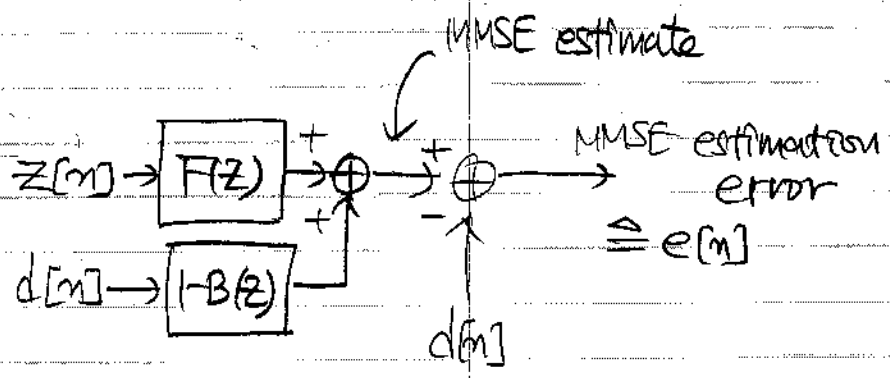 MMSE estimate
+ + MMSE estimation
z[n] F(z) error
+ - ≜ e[n]
d[n] 1-B(z)
d[n]